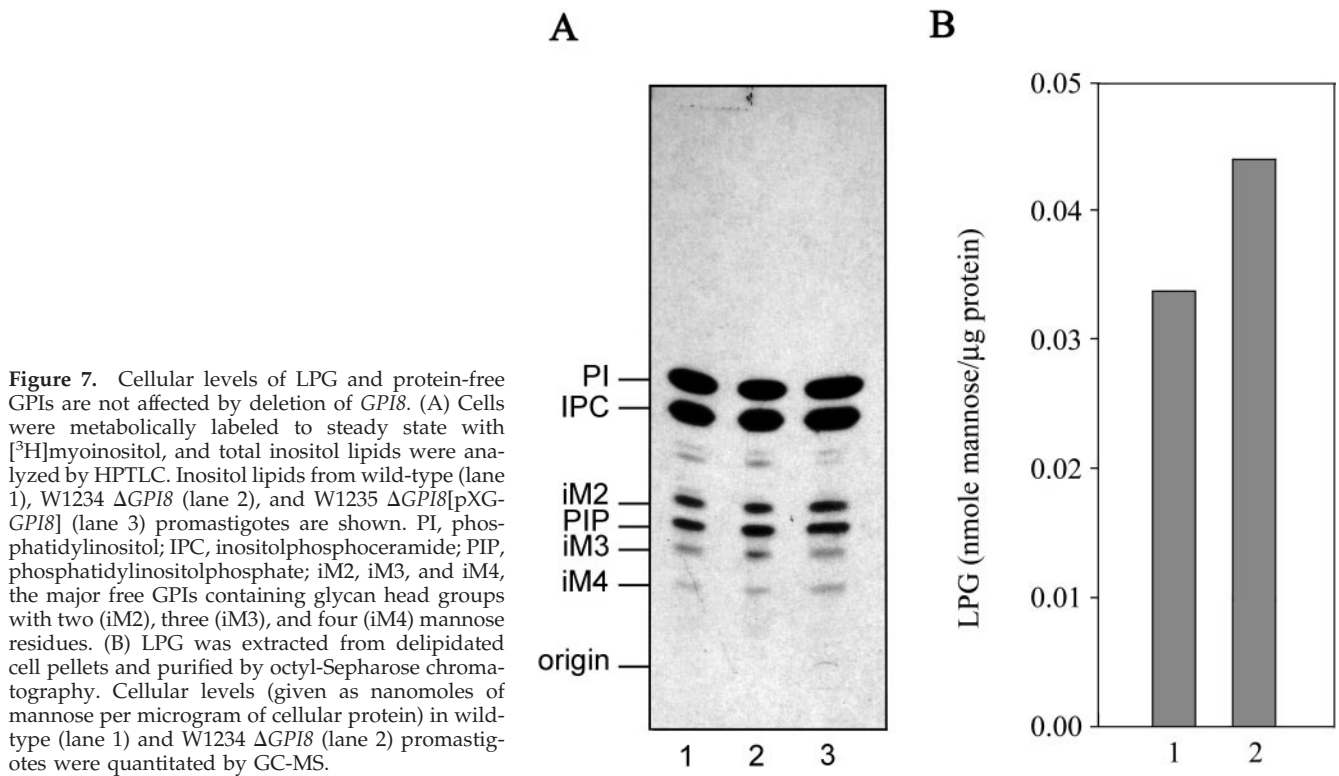 Figure 7. Cellular levels of LPG and protein-free
GPIs are not affected by deletion of GPI8. (A) Cells
were metabolically labeled to steady state with
[³H]myoinositol, and total inositol lipids were ana-
lyzed by HPTLC. Inositol lipids from wild-type (lane
1), W1234 ΔGPI8 (lane 2), and W1235 ΔGPI8[pXG-
GPI8] (lane 3) promastigotes are shown. PI, phos-
phatidylinositol; IPC, inositolphosphoceramide; PIP,
phosphatidylinositolphosphate; iM2, iM3, and iM4,
the major free GPIs containing glycan head groups
with two (iM2), three (iM3), and four (iM4) mannose
residues. (B) LPG was extracted from delipidated
cell pellets and purified by octyl-Sepharose chroma-
tography. Cellular levels (given as nanomoles of
mannose per microgram of cellular protein) in wild-
type (lane 1) and W1234 ΔGPI8 (lane 2) promastig-
otes were quantitated by GC-MS.
A
PI
IPC
iM2
PIP
iM3
iM4
origin
1 2 3
B
LPG (nmole mannose/μg protein)
0.05
0.04
0.03
0.02
0.01
0.00
1 2